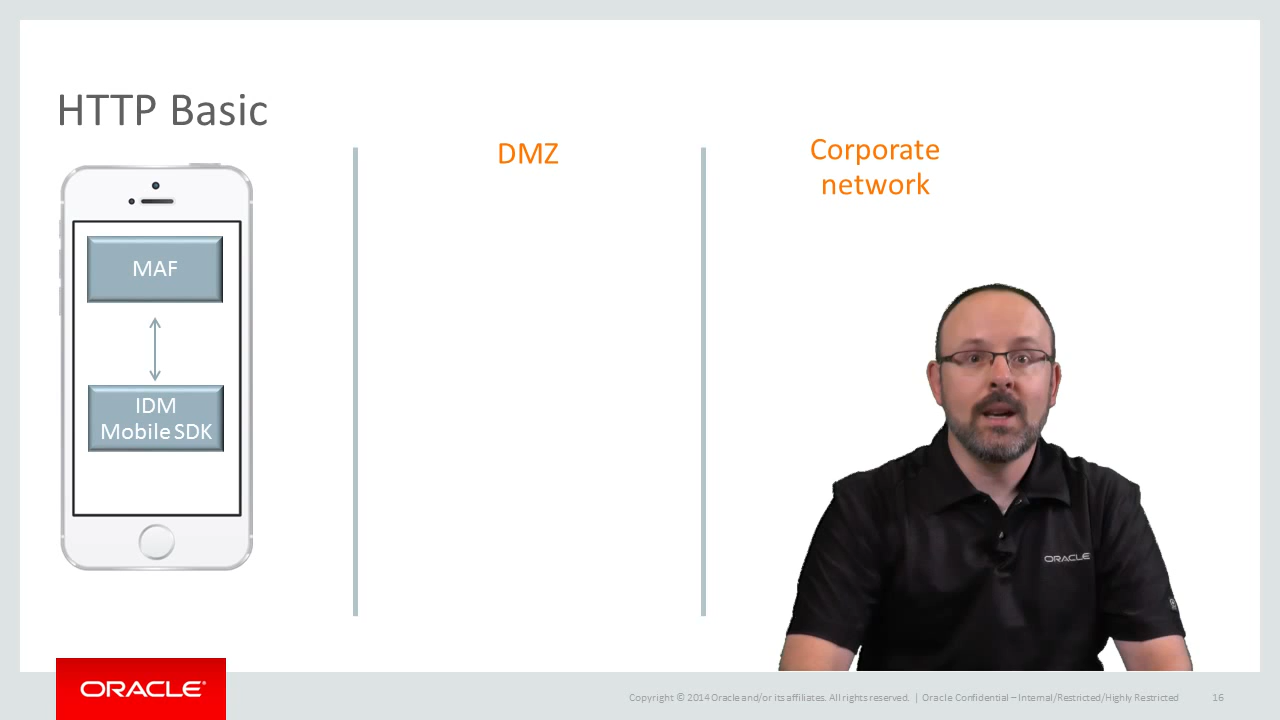 HTTP Basic
DMZ
Corporate
network
MAF
IDM
Mobile SDK
ORACLE
ORACLE
Copyright © 2014 Oracle and/or its affiliates. All rights reserved. | Oracle Confidential – Internal/Restricted/Highly Restricted
16